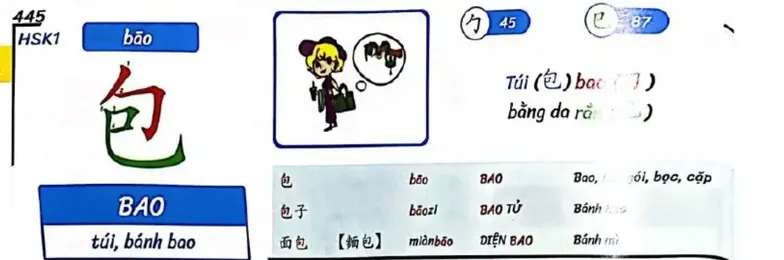 445
HSK1
bāo
包
BAO
túi, bánh bao
勹 45
巳 87
Túi (包) bao
bằng da
包 bāo BAO Bao, gói, bọc, cặp
包子 bāozi BAO TỬ Bánh
面包 【麵包】 miànbāo DIỆN BAO Bánh mì